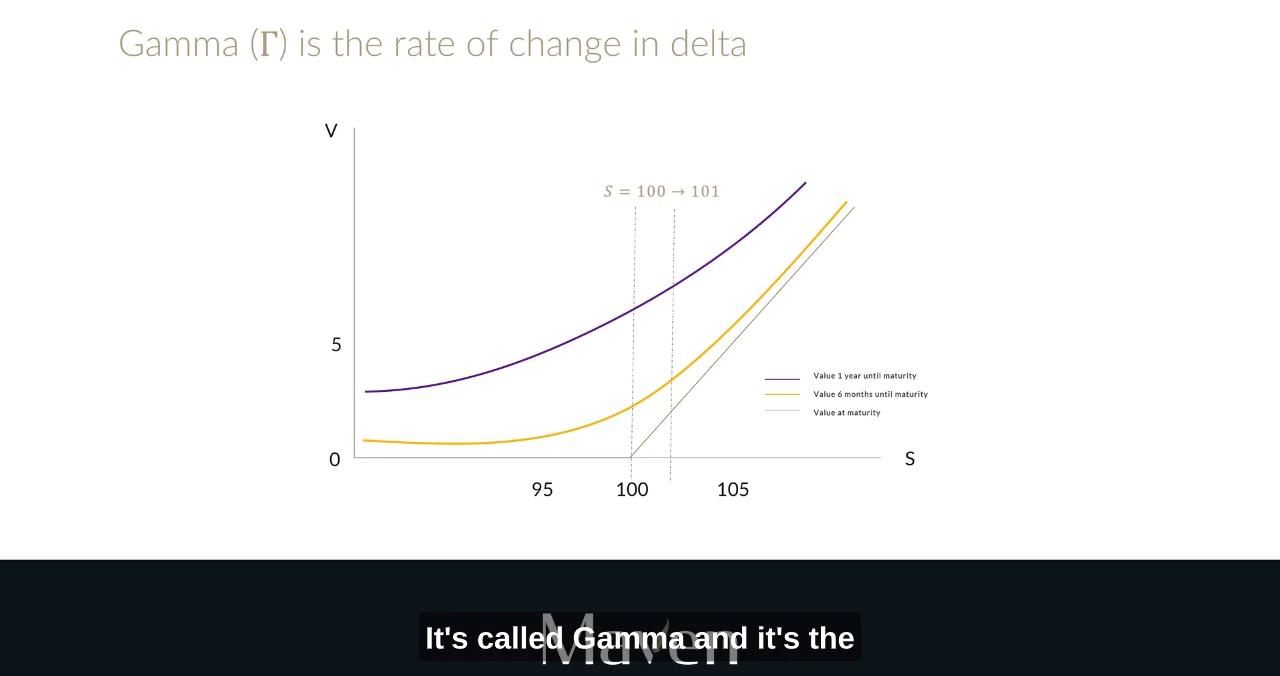 Gamma (Γ) is the rate of change in delta
V
S = 100 → 101
5
Value 1 year until maturity
Value 6 months until maturity
Value at maturity
0
S
95 100 105
Maven
It's called Gamma and it's the